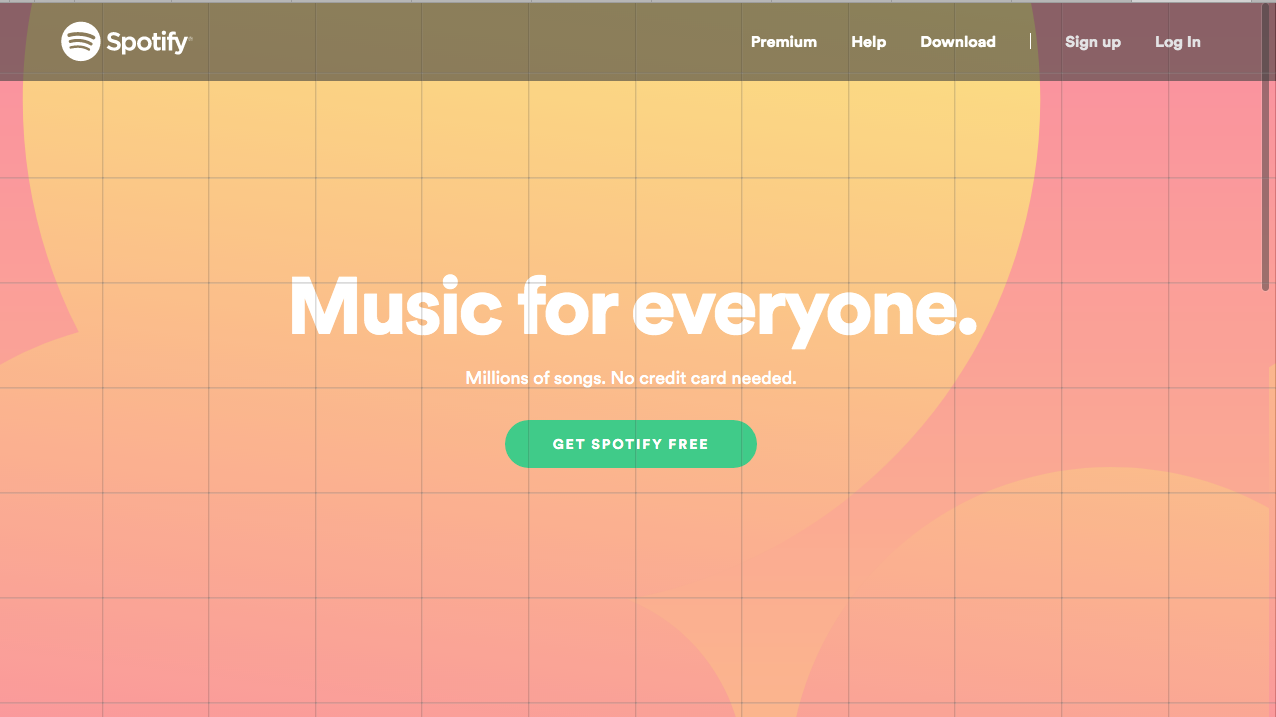 Spotify®
Premium Help Download | Sign up Log In
Music for everyone.
Millions of songs. No credit card needed.
GET SPOTIFY FREE